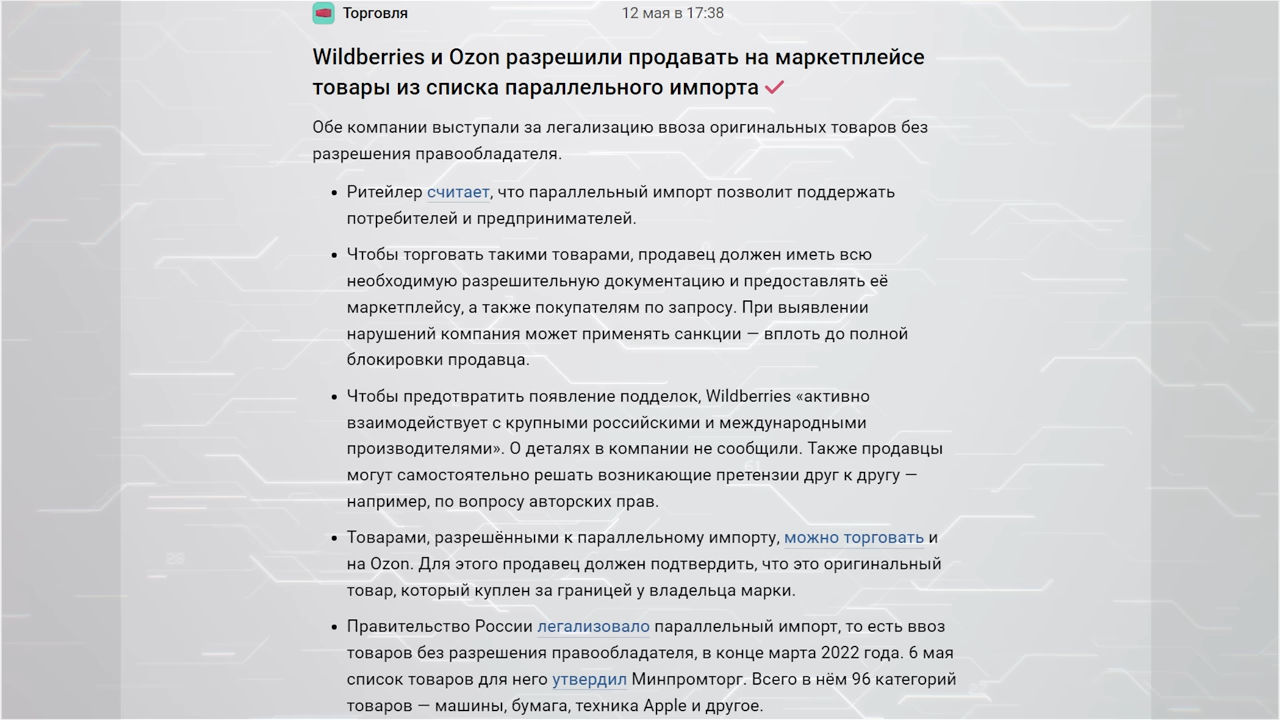 Торговля 12 мая в 17:38
Wildberries и Ozon разрешили продавать на маркетплейсе
товары из списка параллельного импорта
Обе компании выступали за легализацию ввоза оригинальных товаров без
разрешения правообладателя.
• Ритейлер считает, что параллельный импорт позволит поддержать
потребителей и предпринимателей.
• Чтобы торговать такими товарами, продавец должен иметь всю
необходимую разрешительную документацию и предоставлять её
маркетплейсу, а также покупателям по запросу. При выявлении
нарушений компания может применять санкции — вплоть до полной
блокировки продавца.
• Чтобы предотвратить появление подделок, Wildberries «активно
взаимодействует с крупными российскими и международными
производителями». О деталях в компании не сообщили. Также продавцы
могут самостоятельно решать возникающие претензии друг к другу —
например, по вопросу авторских прав.
• Товарами, разрешёнными к параллельному импорту, можно торговать и
на Ozon. Для этого продавец должен подтвердить, что это оригинальный
товар, который куплен за границей у владельца марки.
• Правительство России легализовало параллельный импорт, то есть ввоз
товаров без разрешения правообладателя, в конце марта 2022 года. 6 мая
список товаров для него утвердил Минпромторг. Всего в нём 96 категорий
товаров — машины, бумага, техника Apple и другое.